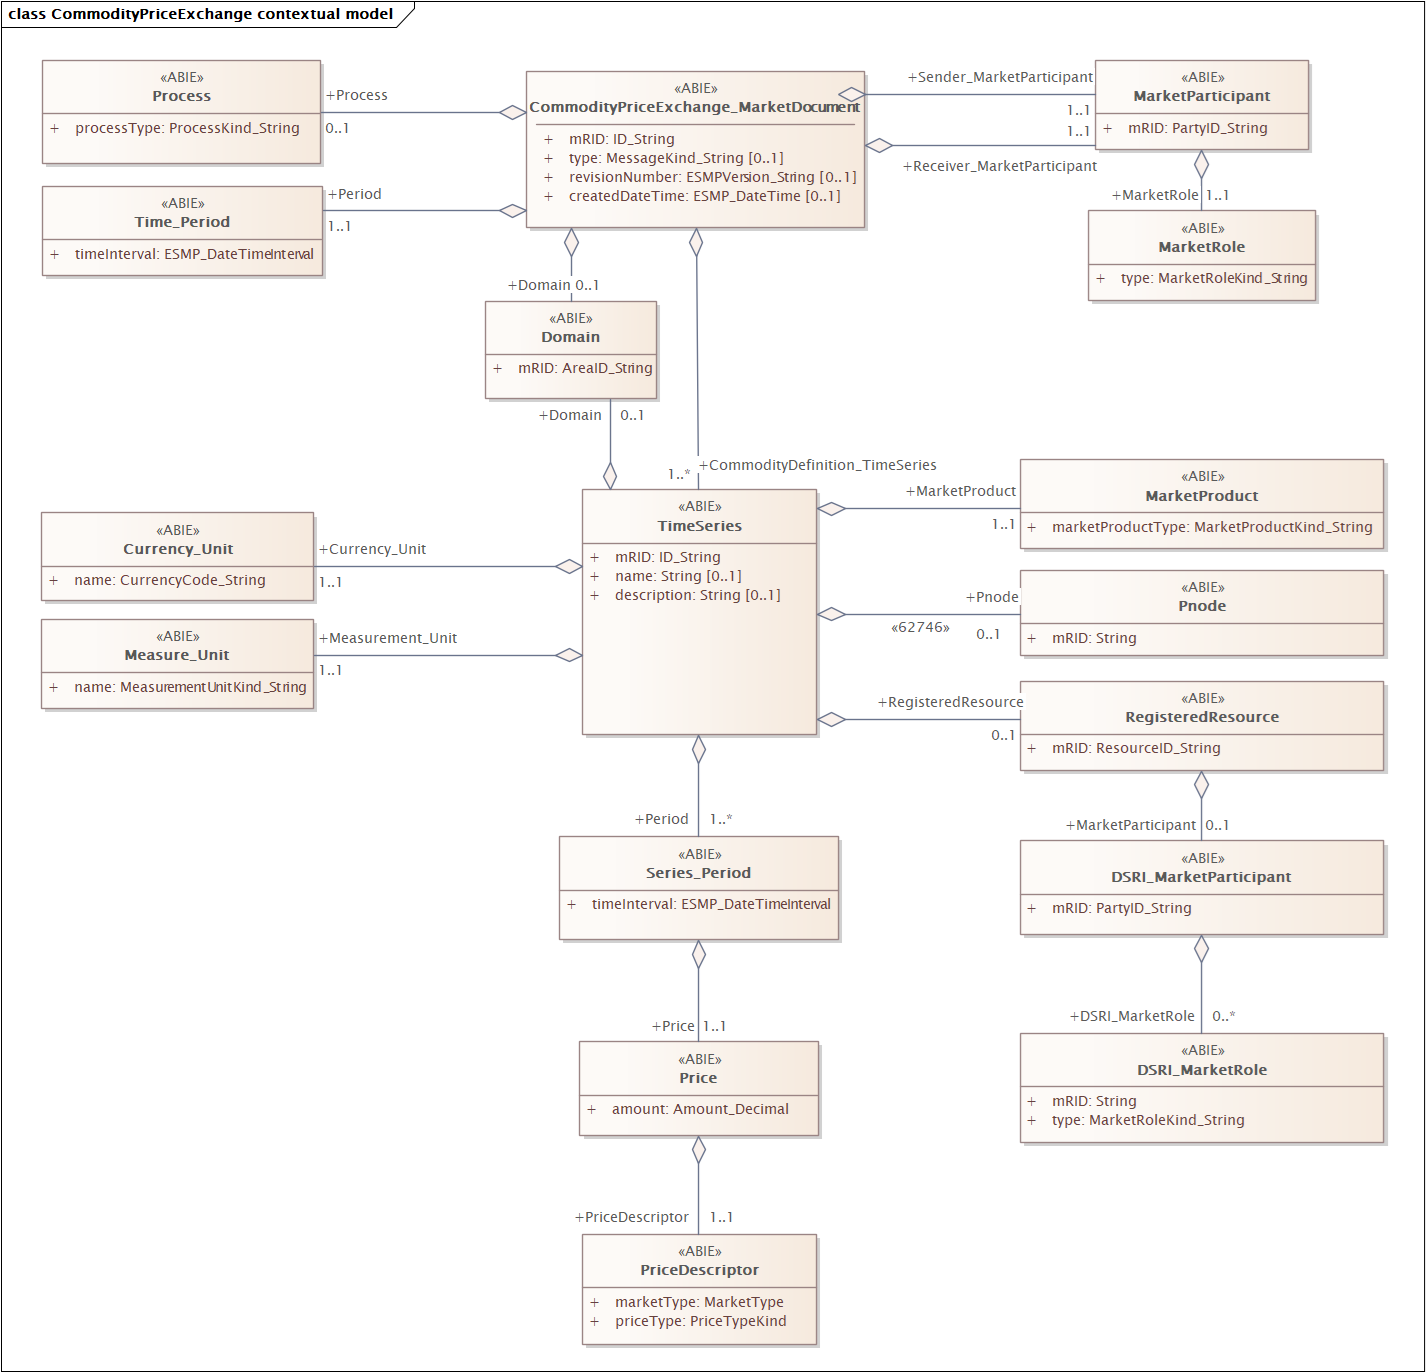 class CommodityPriceExchange contextual model
«ABIE»
Process
+ processType: ProcessKind_String
+Process
0..1
«ABIE»
Time_Period
+ timeInterval: ESMP_DateTimeInterval
+Period
1..1
«ABIE»
CommodityPriceExchange_MarketDocument
+ mRID: ID_String
+ type: MessageKind_String [0..1]
+ revisionNumber: ESMPVersion_String [0..1]
+ createdDateTime: ESMP_DateTime [0..1]
+Sender_MarketParticipant
1..1
1..1
+Receiver_MarketParticipant
«ABIE»
MarketParticipant
+ mRID: PartyID_String
+MarketRole 1..1
«ABIE»
MarketRole
+ type: MarketRoleKind_String
+Domain 0..1
«ABIE»
Domain
+ mRID: AreaID_String
+Domain 0..1
+CommodityDefinition_TimeSeries
1..*
«ABIE»
TimeSeries
+ mRID: ID_String
+ name: String [0..1]
+ description: String [0..1]
+MarketProduct
1..1
«ABIE»
MarketProduct
+ marketProductType: MarketProductKind_String
«ABIE»
Currency_Unit
+ name: CurrencyCode_String
+Currency_Unit
1..1
+Pnode
«62746» 0..1
«ABIE»
Pnode
+ mRID: String
«ABIE»
Measure_Unit
+ name: MeasurementUnitKind_String
+Measurement_Unit
1..1
+RegisteredResource
0..1
«ABIE»
RegisteredResource
+ mRID: ResourceID_String
+MarketParticipant 0..1
«ABIE»
DSRI_MarketParticipant
+ mRID: PartyID_String
+DSRI_MarketRole 0..*
«ABIE»
DSRI_MarketRole
+ mRID: String
+ type: MarketRoleKind_String
+Period 1..*
«ABIE»
Series_Period
+ timeInterval: ESMP_DateTimeInterval
+Price 1..1
«ABIE»
Price
+ amount: Amount_Decimal
+PriceDescriptor 1..1
«ABIE»
PriceDescriptor
+ marketType: MarketType
+ priceType: PriceTypeKind